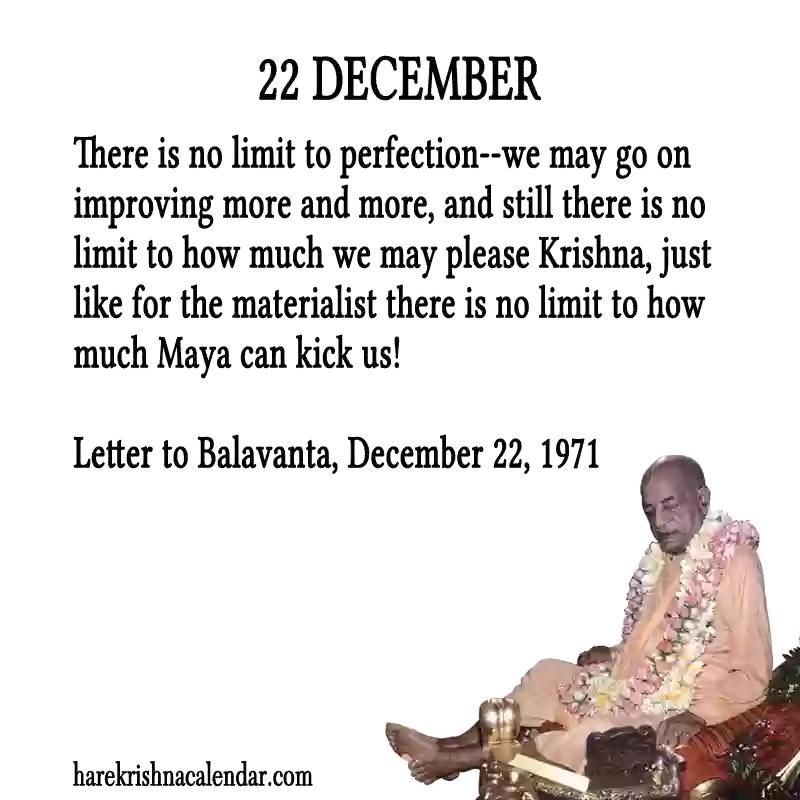 22 DECEMBER
There is no limit to perfection--we may go on
improving more and more, and still there is no
limit to how much we may please Krishna, just
like for the materialist there is no limit to how
much Maya can kick us!
Letter to Balavanta, December 22, 1971
harekrishnacalendar.com